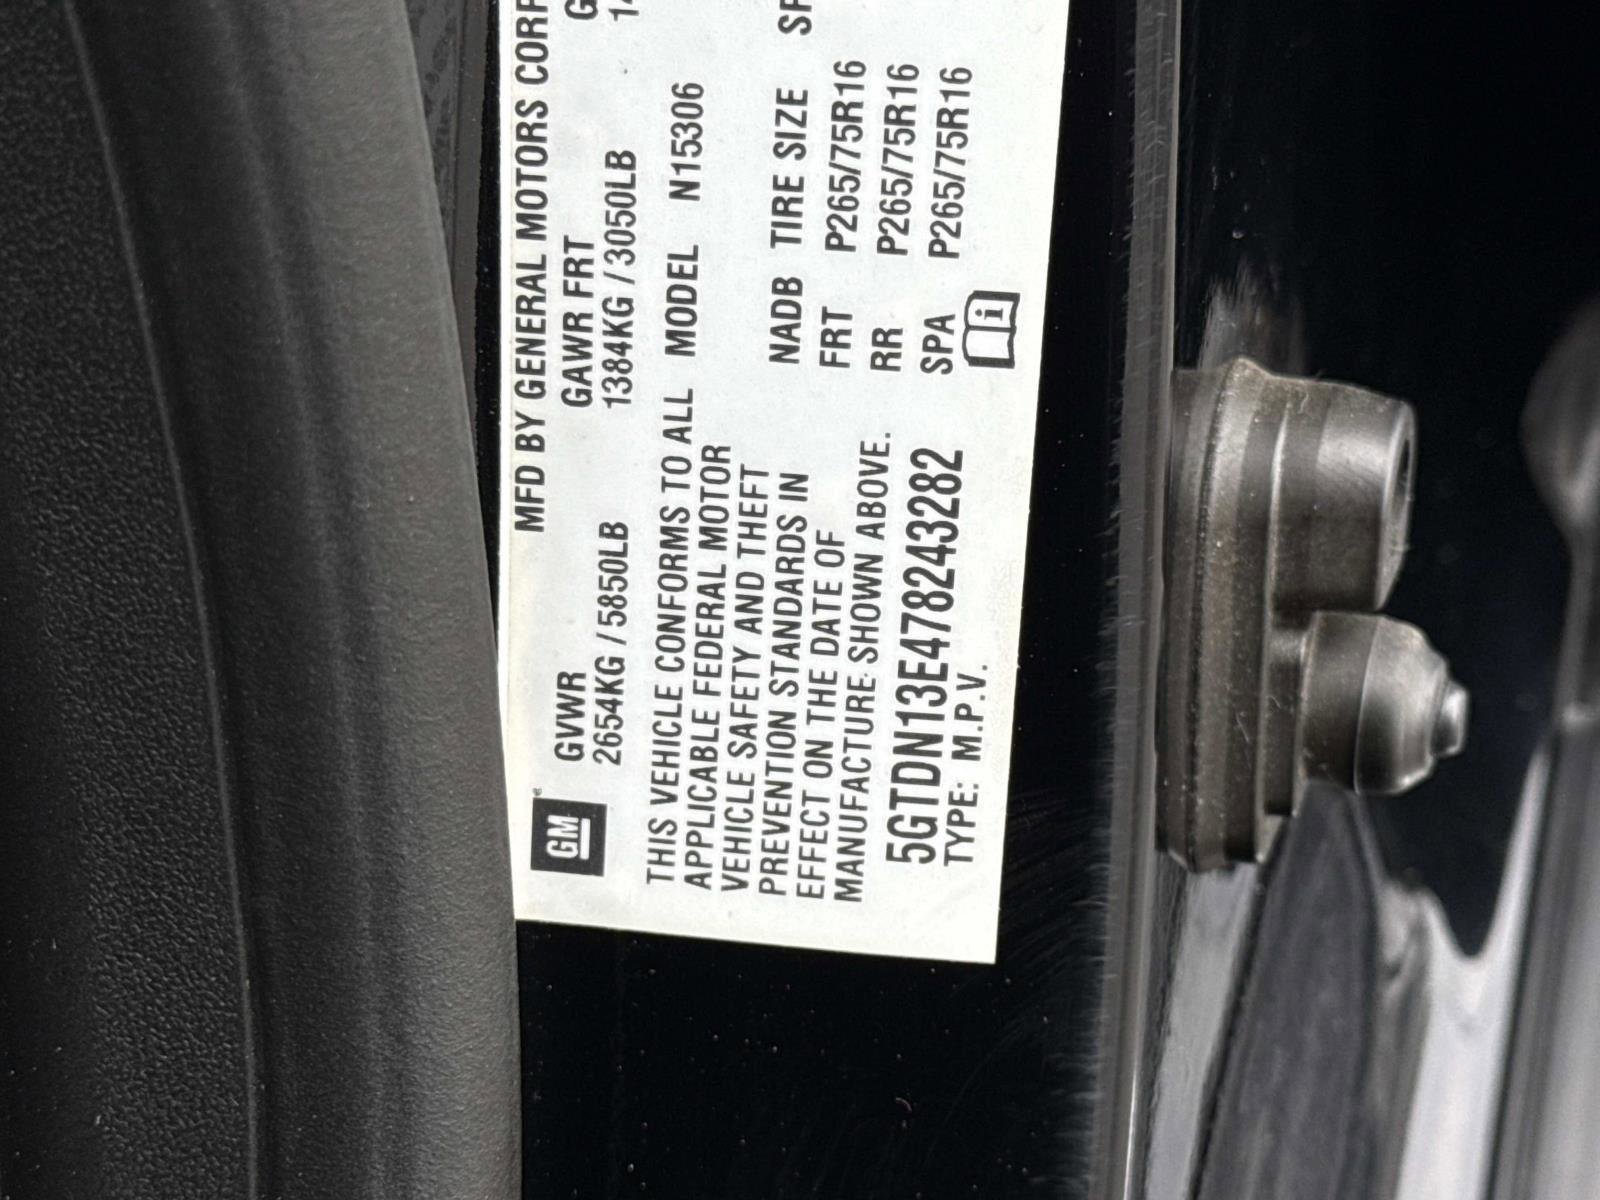 MFD BY GENERAL MOTORS CORP
GVWR GAWR FRT
2654KG / 5850LB 1384KG / 3050LB
GM
THIS VEHICLE CONFORMS TO ALL MODEL N15306
APPLICABLE FEDERAL MOTOR
VEHICLE SAFETY AND THEFT
PREVENTION STANDARDS IN
EFFECT ON THE DATE OF
MANUFACTURE SHOWN ABOVE.
NADB TIRE SIZE
FRT P265/75R16
RR P265/75R16
SPA P265/75R16
5GTDN13E478243282
TYPE: M.P.V.